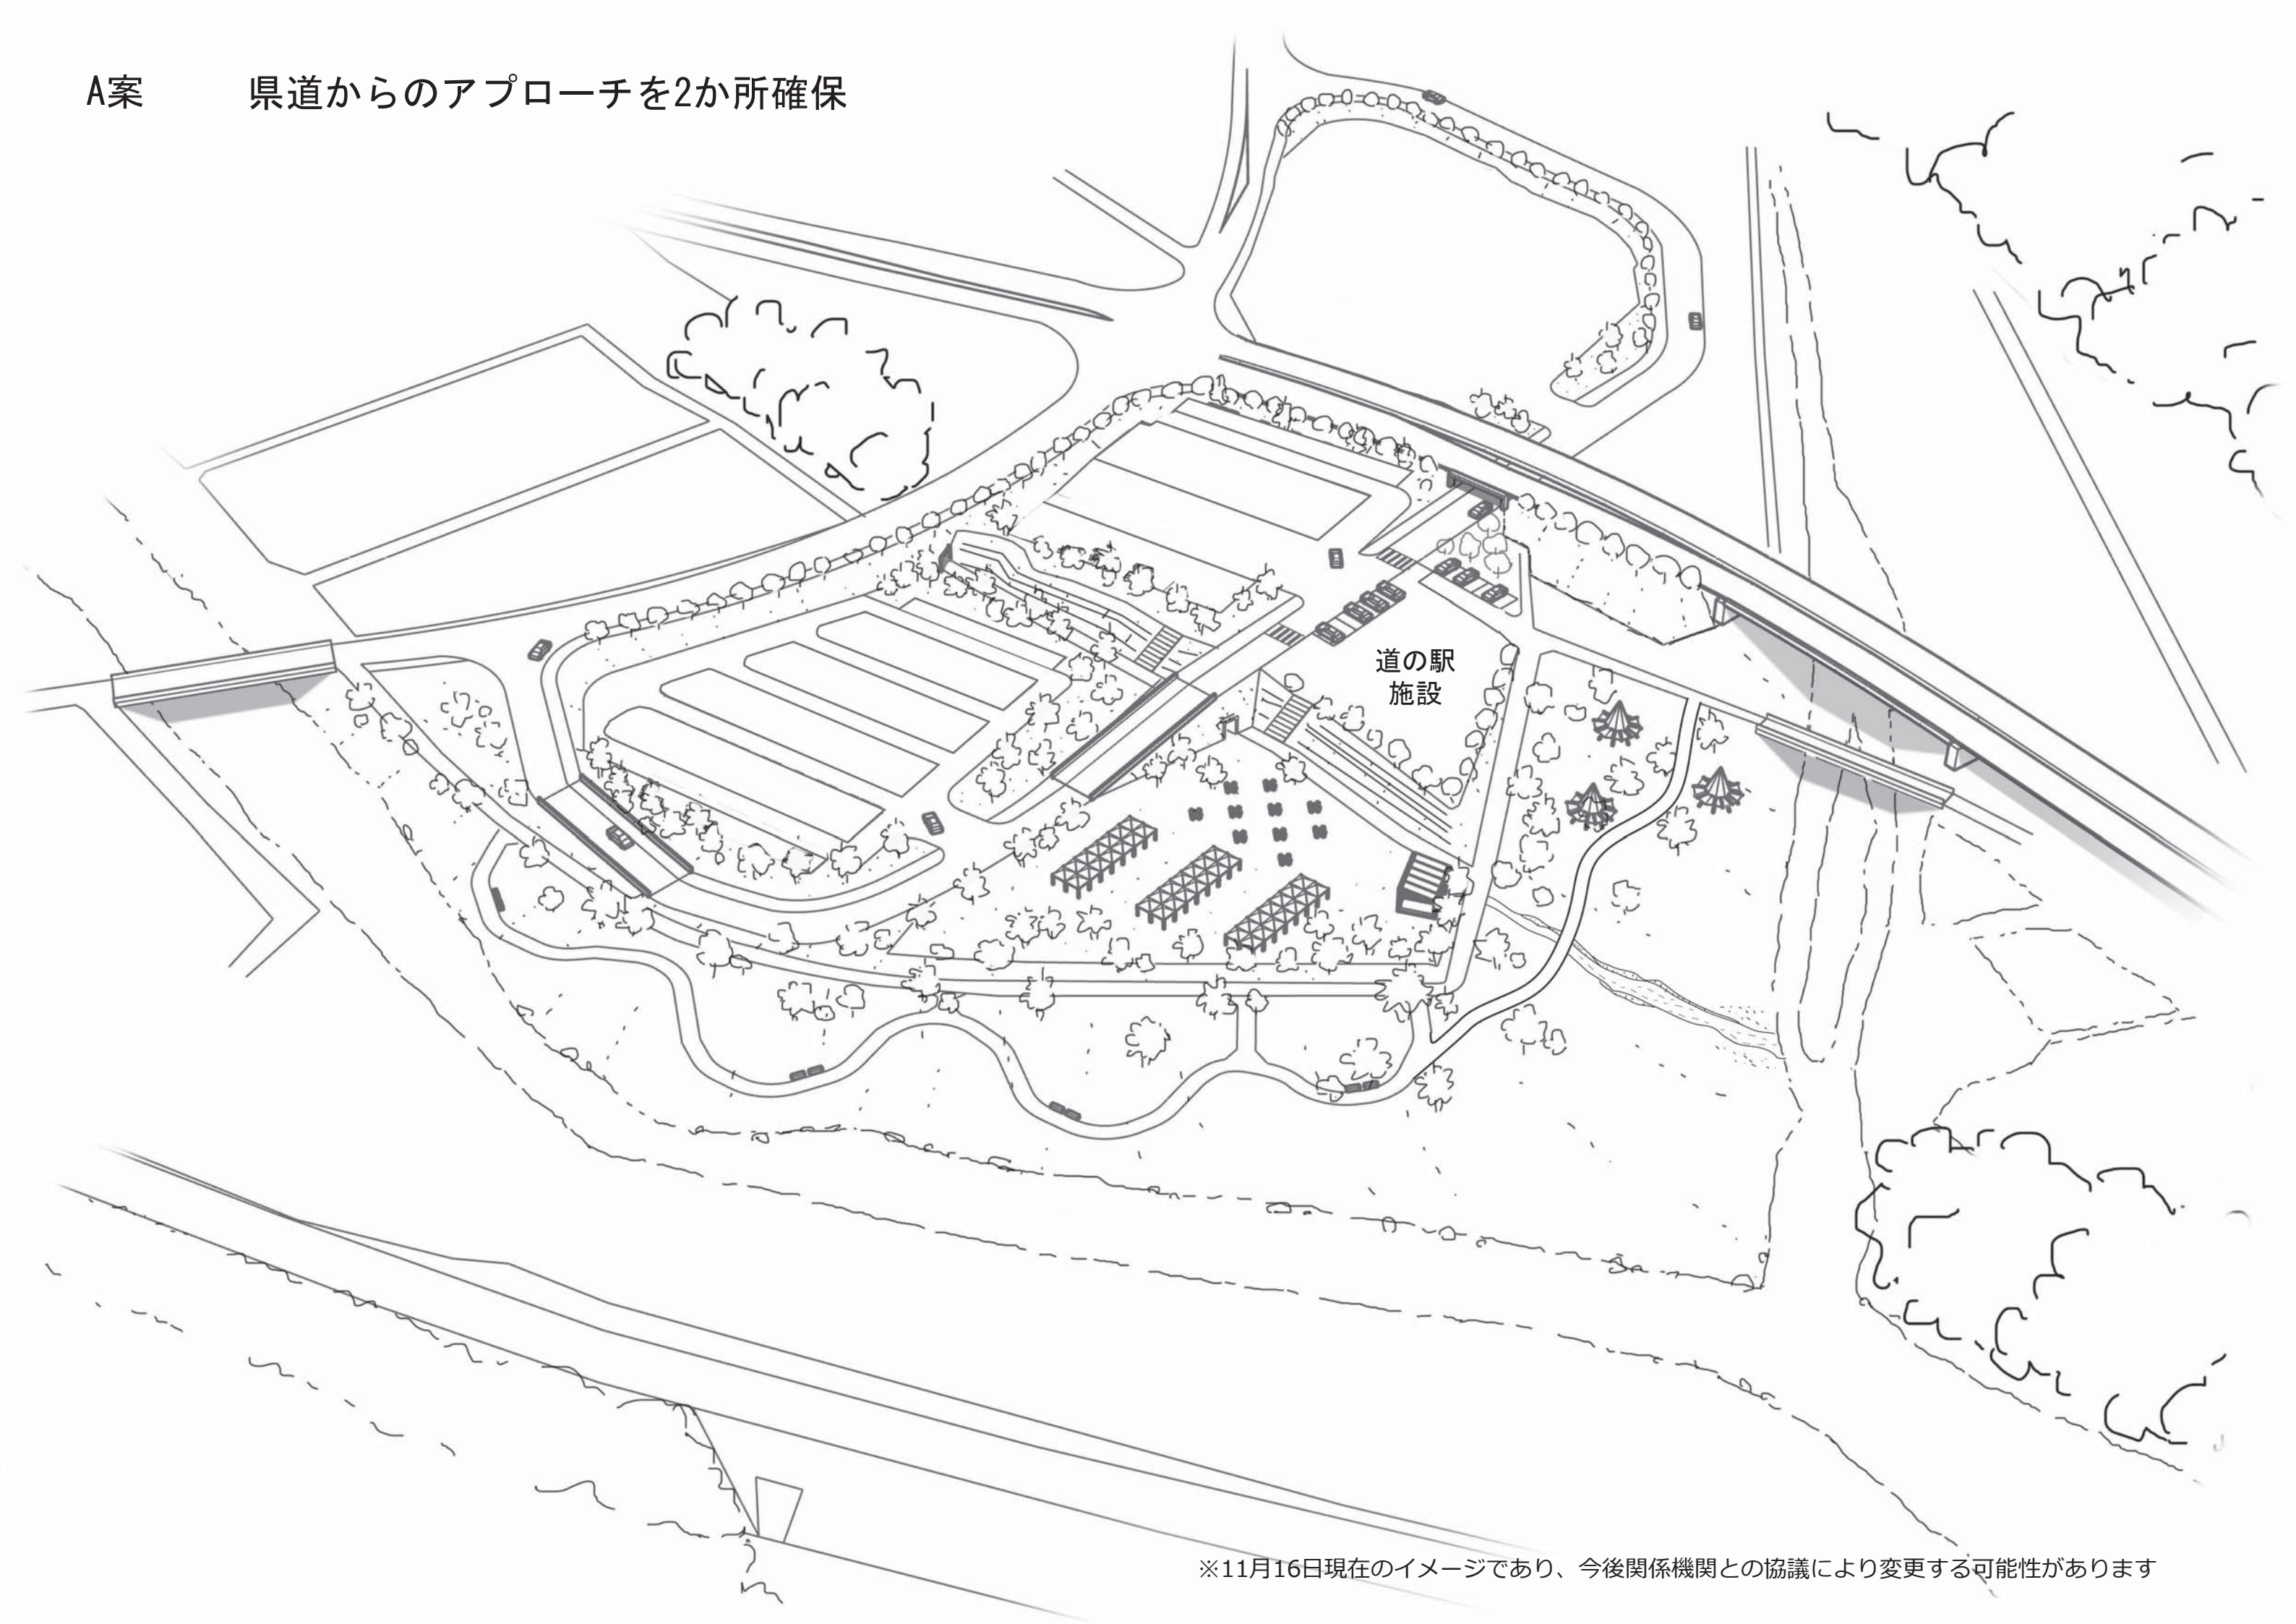 A案 県道からのアプローチを2か所確保
道の駅
施設
※11月16日現在のイメージであり、今後関係機関との協議により変更する可能性があります